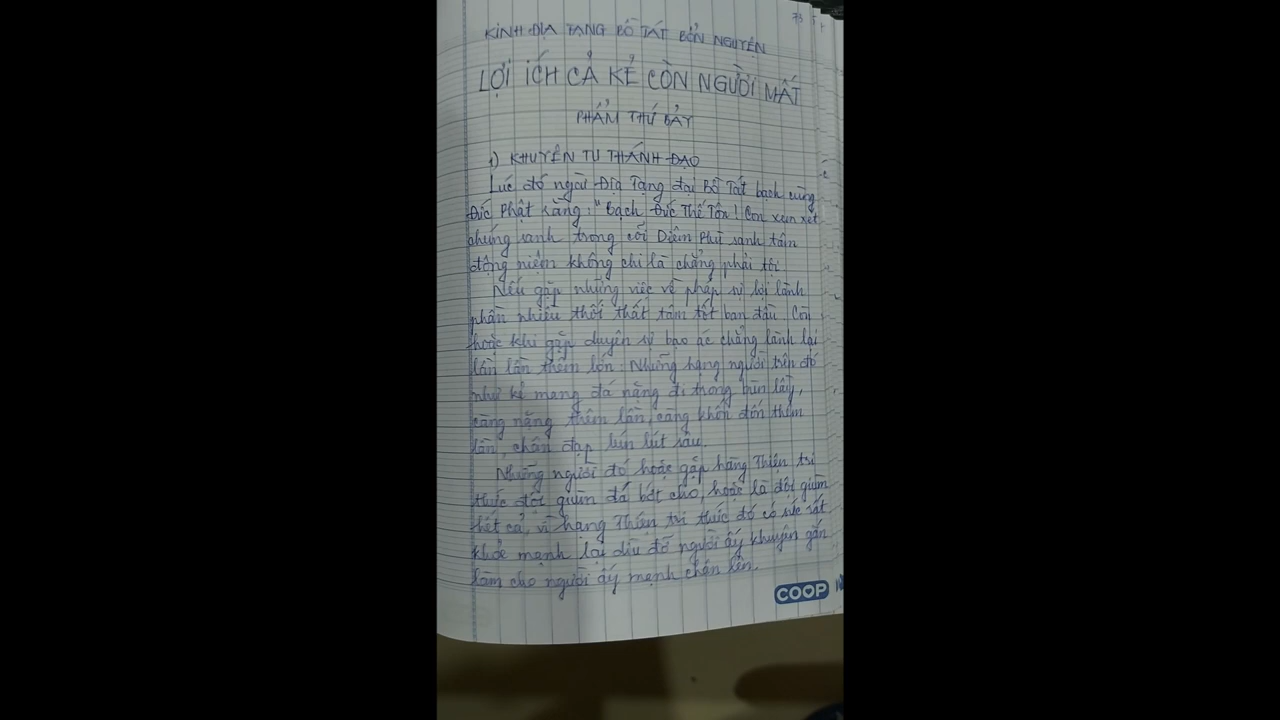 73
KINH ĐỊA TẠNG BỒ TÁT BỔN NGUYỆN
LỢI ÍCH CẢ KẺ CÒN NGƯỜI MẤT
PHẨM THỨ BẢY
1) KHUYÊN TU THÁNH ĐẠO
Lúc đó ngài Địa Tạng đại Bồ Tát bạch cùng
Đức Phật rằng: "Bạch Đức Thế Tôn! Con xem xét
chúng sanh trong cõi Diêm Phù sanh tâm
động niệm không chi là chẳng phải tội
Nếu gặp những việc về pháp sự lợi lành
phần nhiều thối thất tâm tốt ban đầu Còn
hoặc khi gặp duyên sự bạo ác chẳng lành lại
lần lần thêm lớn. Những hạng người trên đó
như kẻ mang đá nặng đi trong bùn lầy,
càng nặng thêm lần, càng khốn đốn thêm
lần, chân đạp lún lút sâu.
Những người đó hoặc gặp hàng Thiện tri
thức đội giùm đá bớt cho, hoặc là đội giùm
hết cả, vì hạng Thiện tri thức đó có sức rất
khỏe mạnh lại dìu đỡ người ấy khuyên gắn
làm cho người ấy mạnh chân lên.
COOP